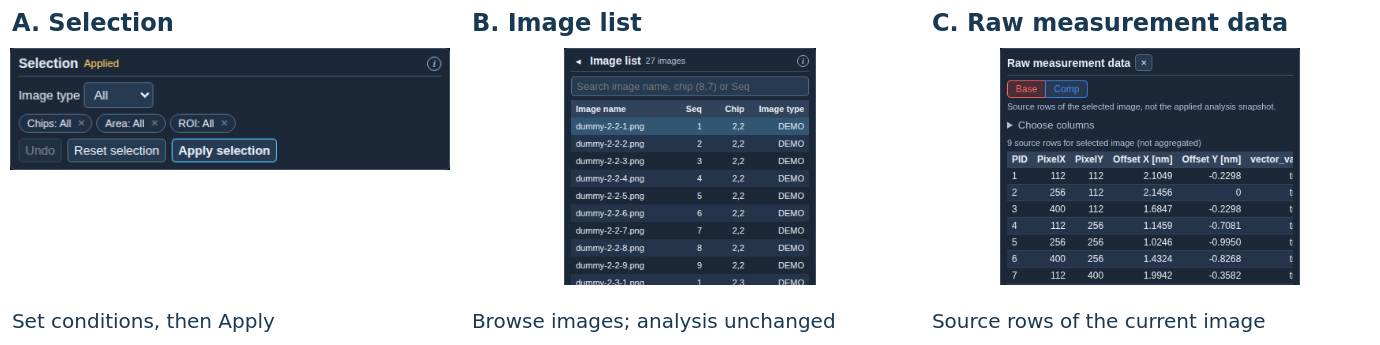 A. Selection
Selection Applied i
Image type All
Chips: All × Area: All × ROI: All ×
Undo Reset selection Apply selection
Set conditions, then Apply
B. Image list
◄ Image list 27 images i
Search image name, chip (8,7) or Seq
Image name Seq Chip Image type
dummy-2-2-1.png 1 2,2 DEMO
dummy-2-2-2.png 2 2,2 DEMO
dummy-2-2-3.png 3 2,2 DEMO
dummy-2-2-4.png 4 2,2 DEMO
dummy-2-2-5.png 5 2,2 DEMO
dummy-2-2-6.png 6 2,2 DEMO
dummy-2-2-7.png 7 2,2 DEMO
dummy-2-2-8.png 8 2,2 DEMO
dummy-2-2-9.png 9 2,2 DEMO
dummy-2-3-1.png 1 2,3 DEMO
Browse images; analysis unchanged
C. Raw measurement data
Raw measurement data ×
Base Comp
Source rows of the selected image, not the applied analysis snapshot.
▶ Choose columns
9 source rows for selected image (not aggregated)
PID PixelX PixelY Offset X [nm] Offset Y [nm]
1 112 112 2.1049 -0.2298
2 256 112 2.1456 0
3 400 112 1.6847 -0.2298
4 112 256 1.1459 -0.7081
5 256 256 1.0246 -0.9950
6 400 256 1.4324 -0.8268
7 112 400 1.9942 -0.3582
Source rows of the current image